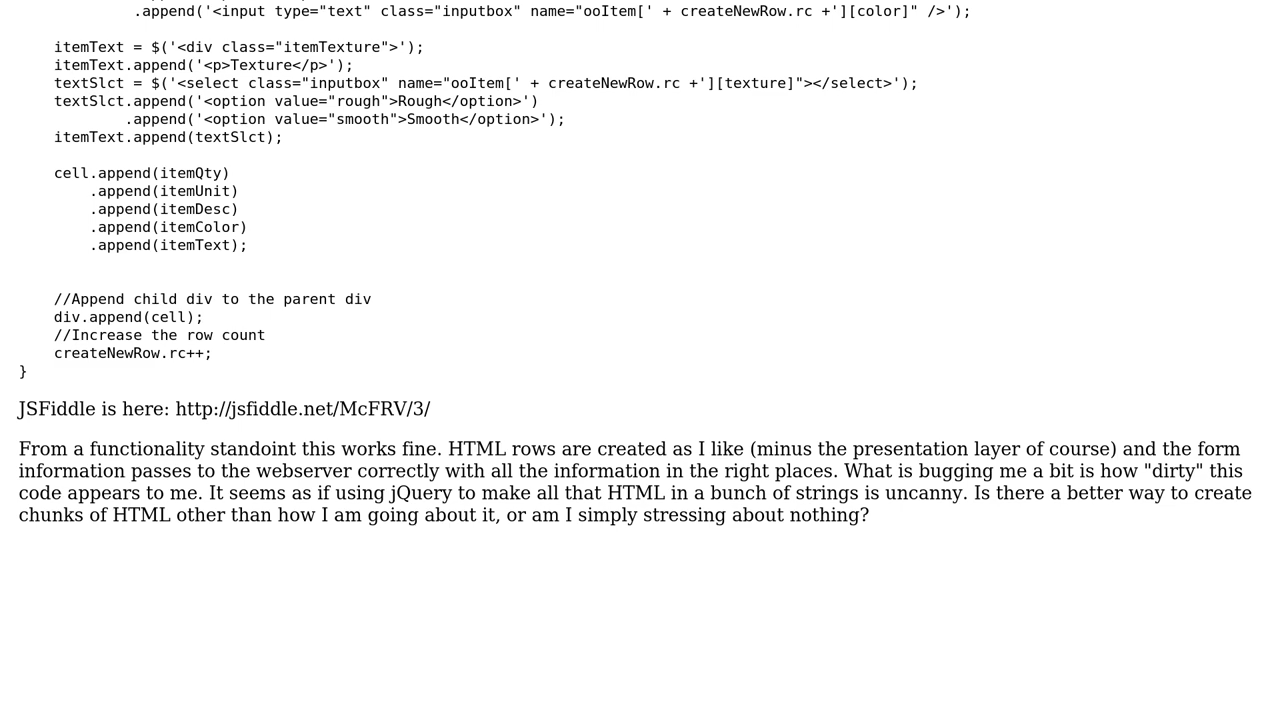 .append('<input type="text" class="inputbox" name="ooItem[' + createNewRow.rc +'][color]" />');
itemText = $('<div class="itemTexture">');
itemText.append('<p>Texture</p>');
textSlct = $('<select class="inputbox" name="ooItem[' + createNewRow.rc +'][texture]"></select>');
textSlct.append('<option value="rough">Rough</option>')
.append('<option value="smooth">Smooth</option>');
itemText.append(textSlct);
cell.append(itemQty)
.append(itemUnit)
.append(itemDesc)
.append(itemColor)
.append(itemText);
//Append child div to the parent div
div.append(cell);
//Increase the row count
createNewRow.rc++;
}
JSFiddle is here: http://jsfiddle.net/McFRV/3/
From a functionality standoint this works fine. HTML rows are created as I like (minus the presentation layer of course) and the form
information passes to the webserver correctly with all the information in the right places. What is bugging me a bit is how "dirty" this
code appears to me. It seems as if using jQuery to make all that HTML in a bunch of strings is uncanny. Is there a better way to create
chunks of HTML other than how I am going about it, or am I simply stressing about nothing?